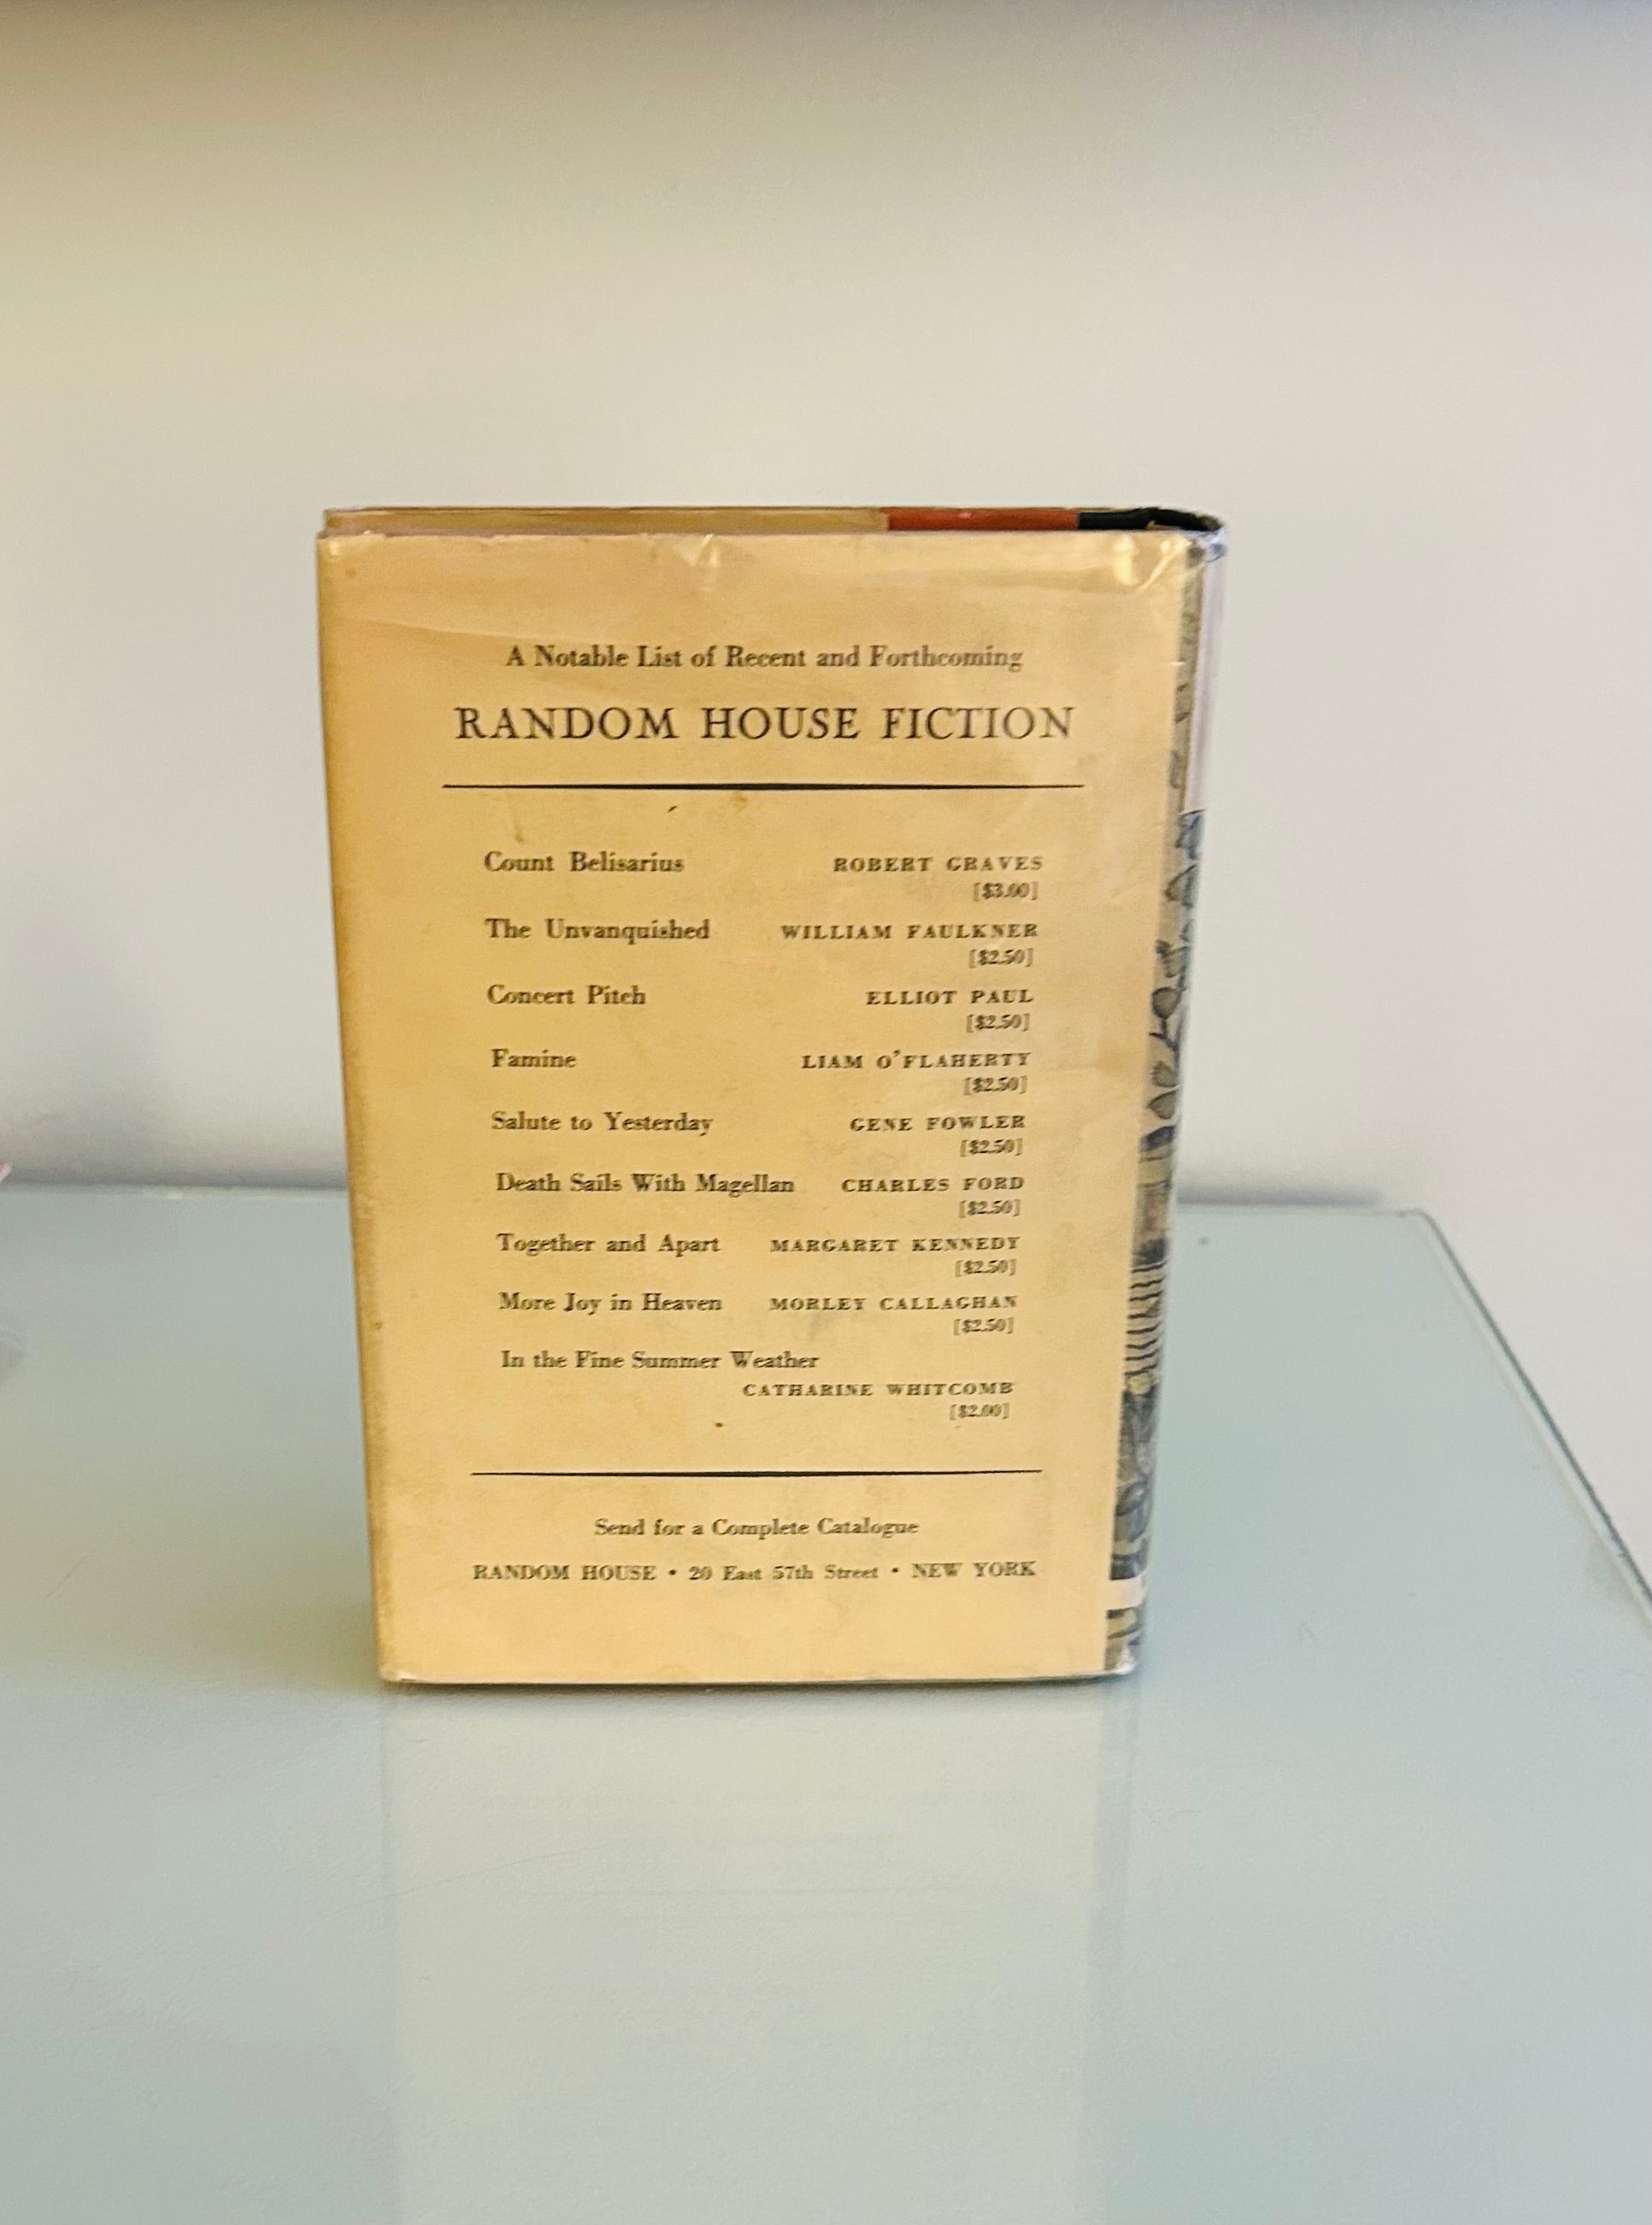 A Notable List of Recent and Forthcoming
RANDOM HOUSE FICTION
Count Belisarius ROBERT GRAVES
[$3.00]
The Unvanquished WILLIAM FAULKNER
[$2.50]
Concert Pitch ELLIOT PAUL
[$2.50]
Famine LIAM O'FLAHERTY
[$2.50]
Salute to Yesterday GENE FOWLER
[$2.50]
Death Sails With Magellan CHARLES FORD
[$2.50]
Together and Apart MARGARET KENNEDY
[$2.50]
More Joy in Heaven MORLEY CALLAGHAN
[$2.50]
In the Fine Summer Weather
CATHARINE WHITCOMB
[$2.00]
Send for a Complete Catalogue
RANDOM HOUSE • 20 East 57th Street • NEW YORK